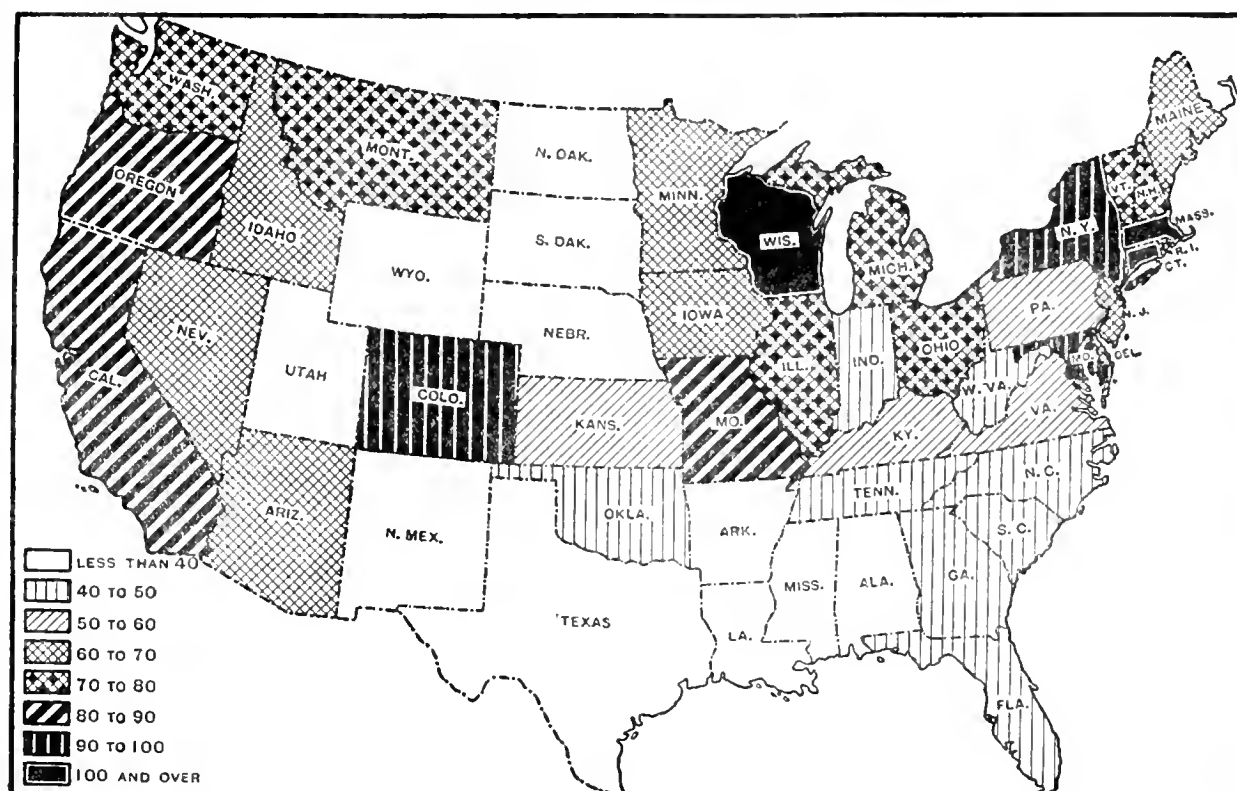 WASH.
MONT.
N. DAK.
MINN.
MAINE
VT.
N.H.
OREGON
IDAHO
S. DAK.
WIS.
MICH.
N.Y.
MASS.
R.I.
CT.
WYO.
NEBR.
IOWA
PA.
N.J.
NEV.
UTAH
COLO.
ILL.
IND.
OHIO
MD.
DEL.
W. VA.
VA.
CAL.
KANS.
MO.
KY.
N.C.
TENN.
ARIZ.
N. MEX.
OKLA.
ARK.
S.C.
MISS.
ALA.
GA.
TEXAS
LA.
FLA.
LESS THAN 40
40 TO 50
50 TO 60
60 TO 70
70 TO 80
80 TO 90
90 TO 100
100 AND OVER